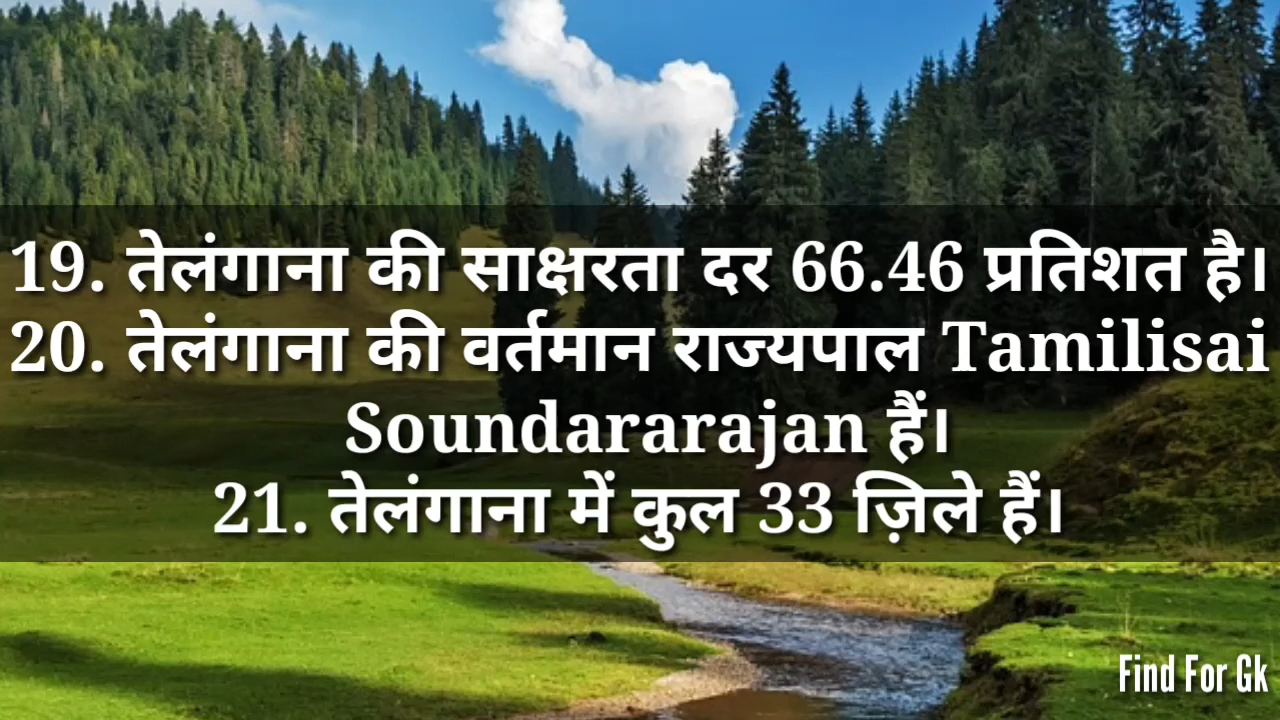 19. तेलंगाना की साक्षरता दर 66.46 प्रतिशत है।
20. तेलंगाना की वर्तमान राज्यपाल Tamilisai
Soundararajan हैं।
21. तेलंगाना में कुल 33 ज़िले हैं।
Find For Gk